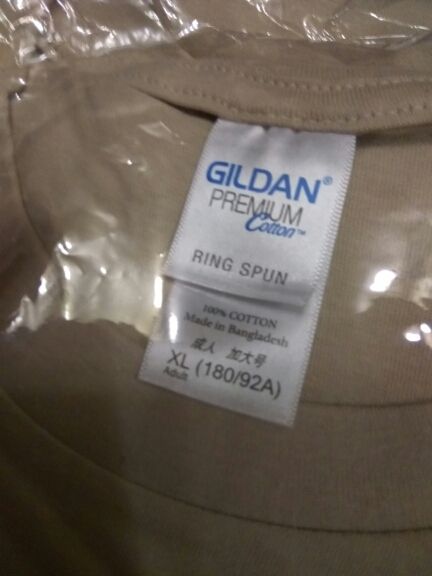 GILDAN®
PREMIUM
Cotton™
RING SPUN
100% COTTON
Made in Bangladesh
成人 加大号
XL (180/92A)
Adult